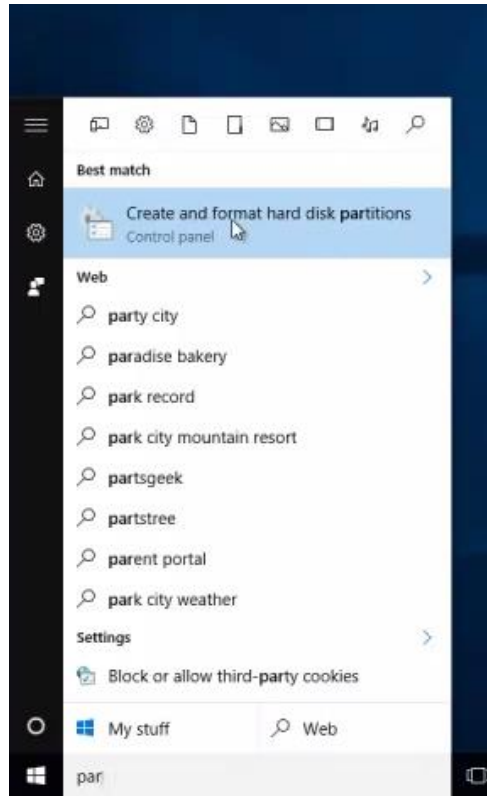 Best match
Create and format hard disk partitions
Control panel
Web
party city
paradise bakery
park record
park city mountain resort
partsgeek
partstree
parent portal
park city weather
Settings
Block or allow third-party cookies
My stuff
Web
par